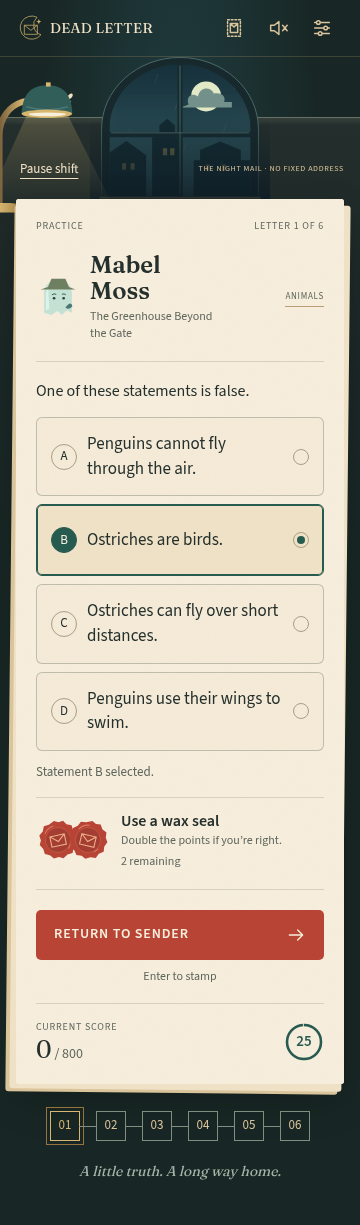 DEAD LETTER
Pause shift
THE NIGHT MAIL · NO FIXED ADDRESS
PRACTICE
LETTER 1 OF 6
Mabel
Moss
The Greenhouse Beyond
the Gate
ANIMALS
One of these statements is false.
A
Penguins cannot fly
through the air.
B
Ostriches are birds.
C
Ostriches can fly over short
distances.
D
Penguins use their wings to
swim.
Statement B selected.
Use a wax seal
Double the points if you're right.
2 remaining
RETURN TO SENDER
Enter to stamp
CURRENT SCORE
0 / 800
25
01 02 03 04 05 06
A little truth. A long way home.